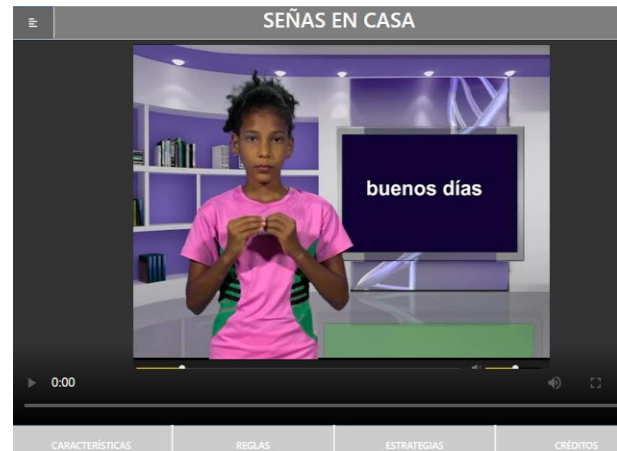 SEÑAS EN CASA
buenos días
0:00
CARACTERÍSTICAS
REGLAS
ESTRATEGIAS
CRÉDITOS